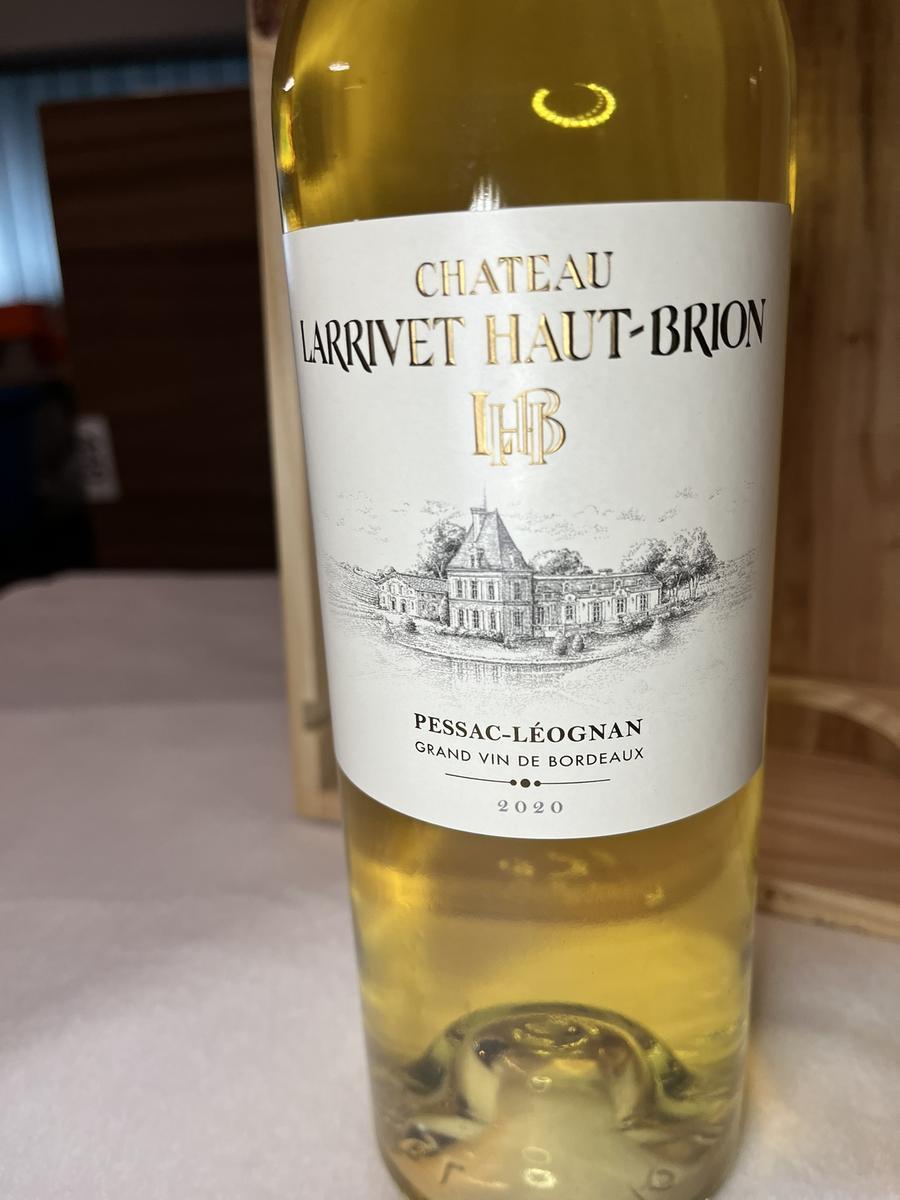 CHATEAU
LARRIVET HAUT-BRION
LHB
PESSAC-LÉOGNAN
GRAND VIN DE BORDEAUX
2020